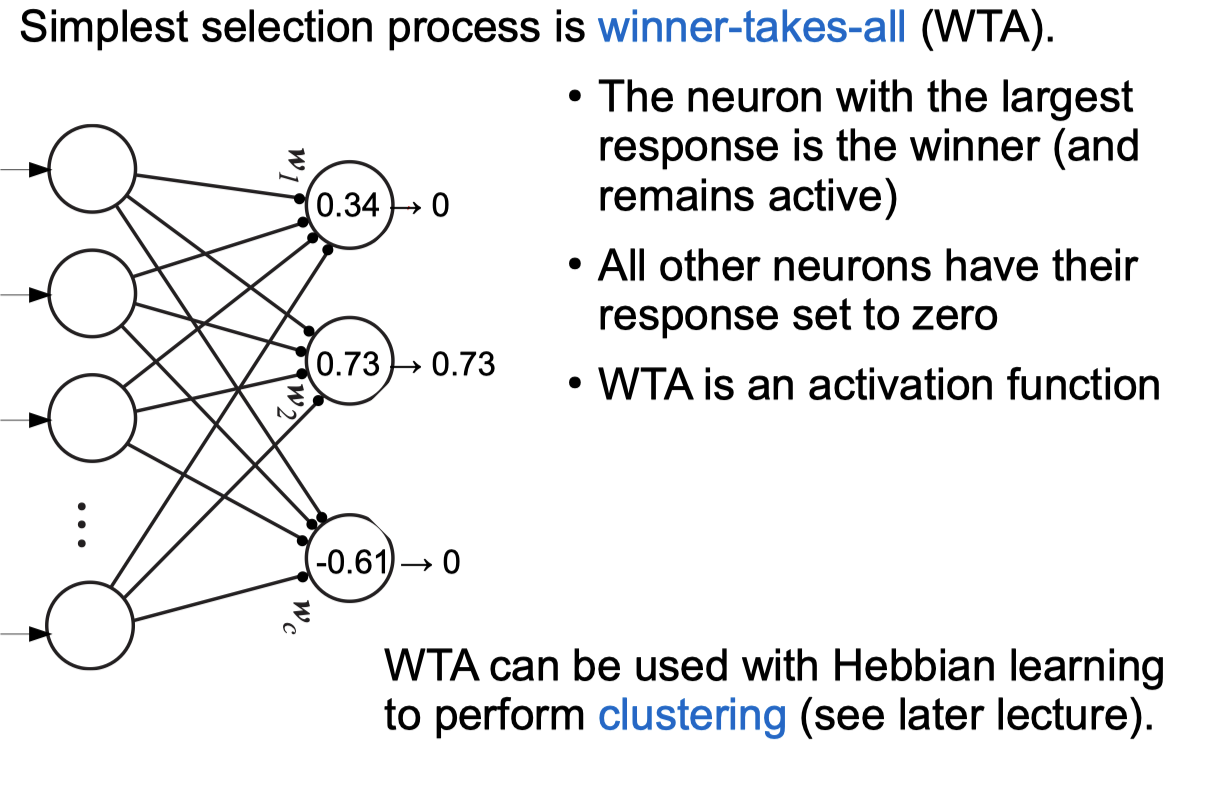 Simplest selection process is winner-takes-all (WTA).
• The neuron with the largest
response is the winner (and
remains active)
• All other neurons have their
response set to zero
• WTA is an activation function
w1
0.34 → 0
0.73 → 0.73
w2
-0.61 → 0
wc
WTA can be used with Hebbian learning
to perform clustering (see later lecture).